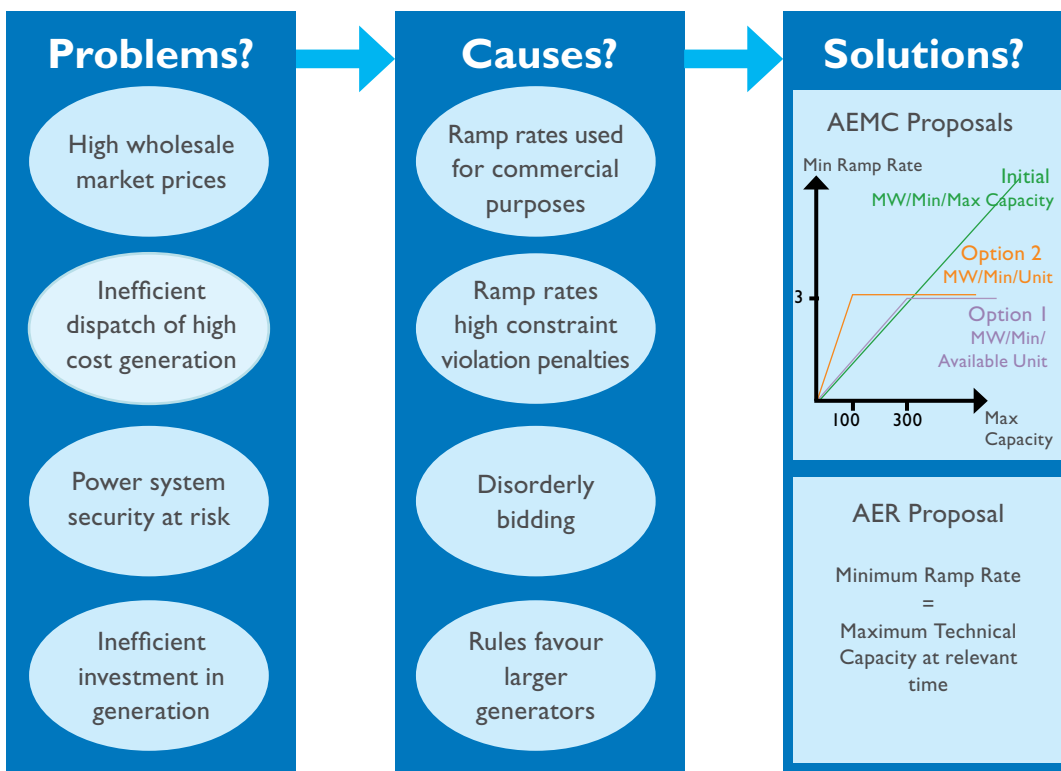 Problems?
High wholesale
market prices
Inefficient
dispatch of high
cost generation
Power system
security at risk
Inefficient
investment in
generation
Causes?
Ramp rates used
for commercial
purposes
Ramp rates
high constraint
violation penalties
Disorderly
bidding
Rules favour
larger
generators
Solutions?
AEMC Proposals
Min Ramp Rate
Initial
MW/Min/Max Capacity
Option 2
MW/Min/Unit
3
Option 1
MW/Min/
Available Unit
100
300
Max
Capacity
AER Proposal
Minimum Ramp Rate
=
Maximum Technical
Capacity at relevant
time